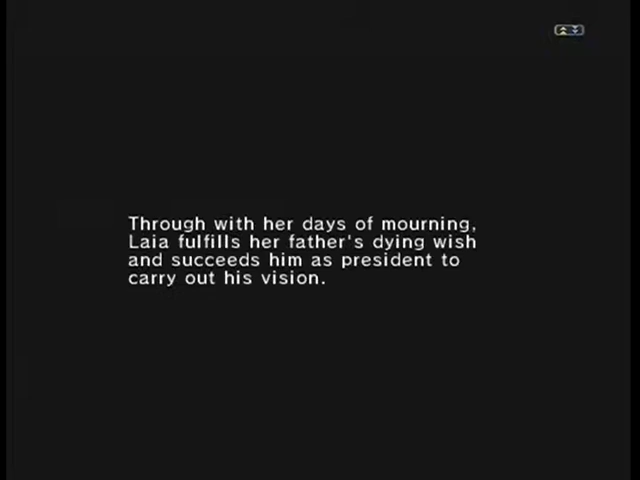 Through with her days of mourning,
Laia fulfills her father's dying wish
and succeeds him as president to
carry out his vision.